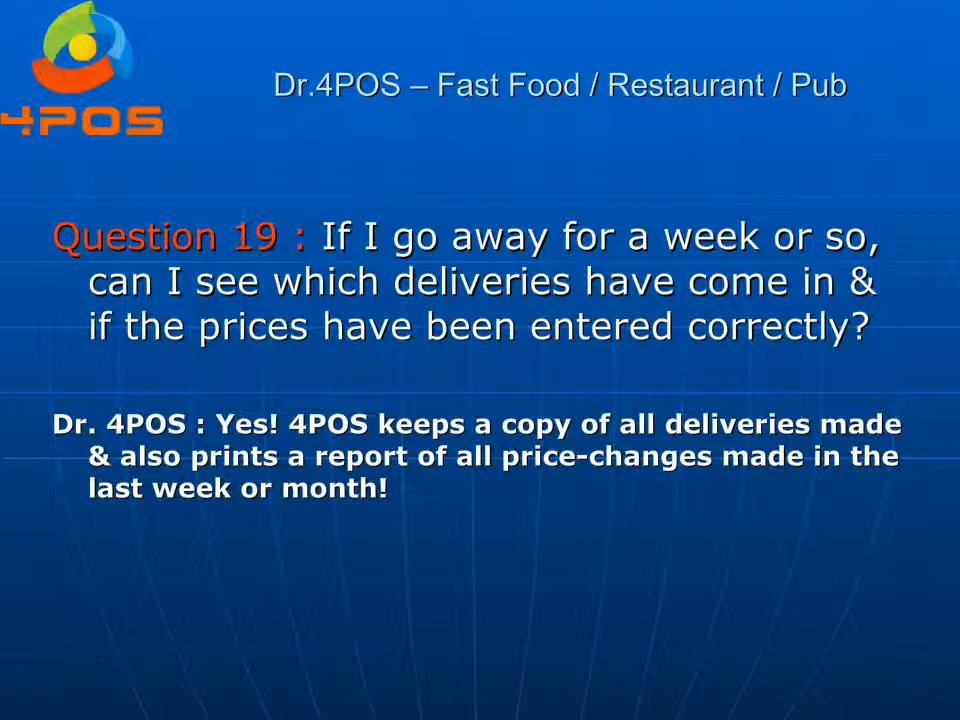 4POS
Dr.4POS – Fast Food / Restaurant / Pub
Question 19 : If I go away for a week or so,
can I see which deliveries have come in &
if the prices have been entered correctly?
Dr. 4POS : Yes! 4POS keeps a copy of all deliveries made
& also prints a report of all price-changes made in the
last week or month!